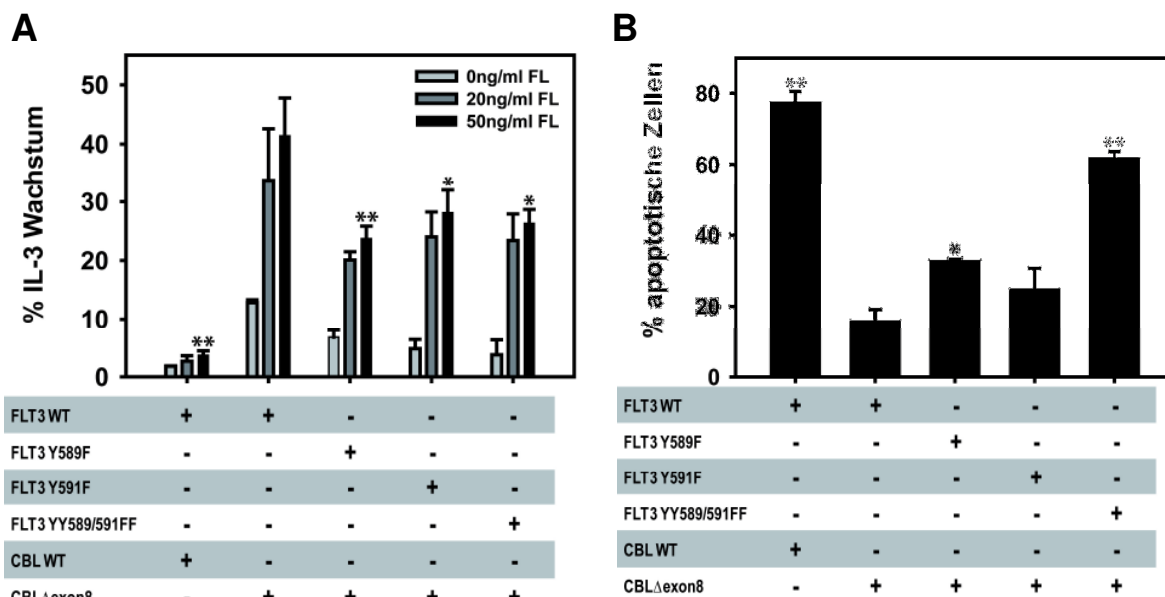 A
% IL-3 Wachstum
50
40
30
20
10
0
0ng/ml FL
20ng/ml FL
50ng/ml FL
**
**
*
*
FLT3 WT + + - - -
FLT3 Y589F - - + - -
FLT3 Y591F - - - + -
FLT3 YY589/591FF - - - - +
CBL WT + - - - -
CBLΔexon8 - + + + +
B
% apoptotische Zellen
80
60
40
20
0
**
*
**
FLT3 WT + + - - -
FLT3 Y589F - - + - -
FLT3 Y591F - - - + -
FLT3 YY589/591FF - - - - +
CBL WT + - - - -
CBLΔexon8 - + + + +